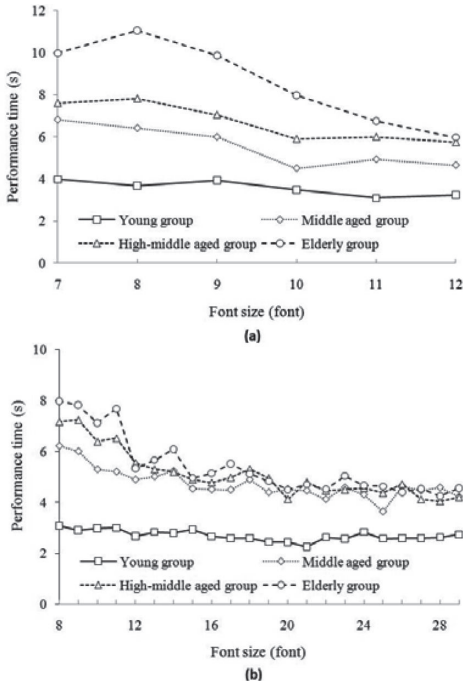 12
10
8
6
4
2
0
Performance time (s)
Young group
Middle aged group
High-middle aged group
Elderly group
7 8 9 10 11 12
Font size (font)
(a)
10
8
6
4
2
0
Performance time (s)
Young group
Middle aged group
High-middle aged group
Elderly group
8 12 16 20 24 28
Font size (font)
(b)